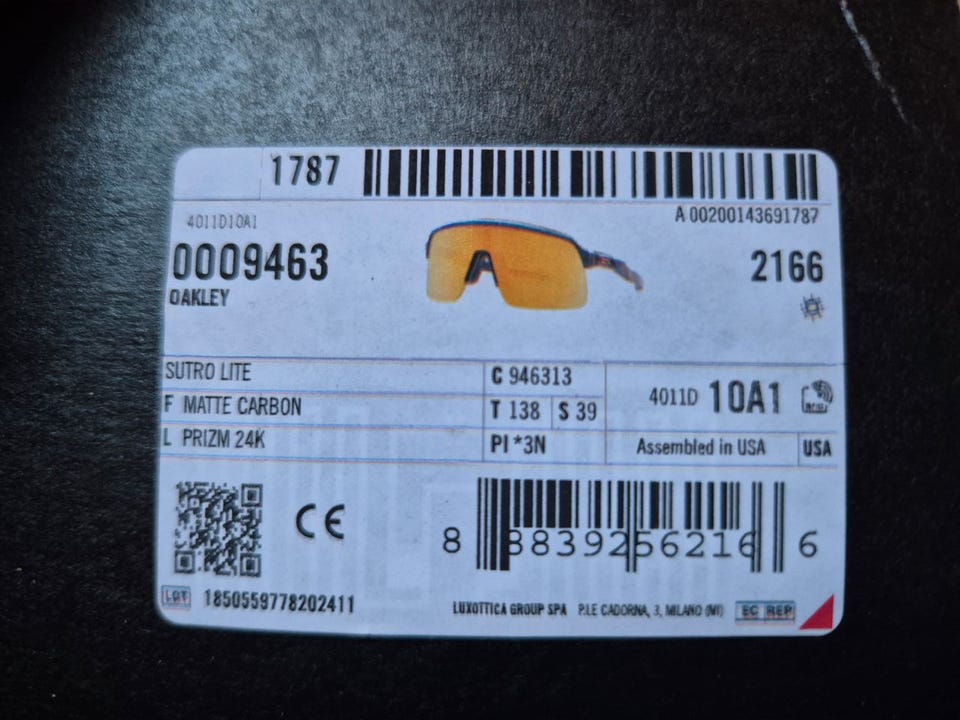 1787
A 00200143691787
4011D10A1
0009463
2166
OAKLEY
SUTRO LITE
C 946313
F MATTE CARBON
T 138
S 39
4011D 10A1
L PRIZM 24K
PI *3N
Assembled in USA
USA
CE
8 883925 6216 6
LOT 1850559778202411
LUXOTTICA GROUP SPA P.LE CADORNA, 3, MILANO (MI) EC REP